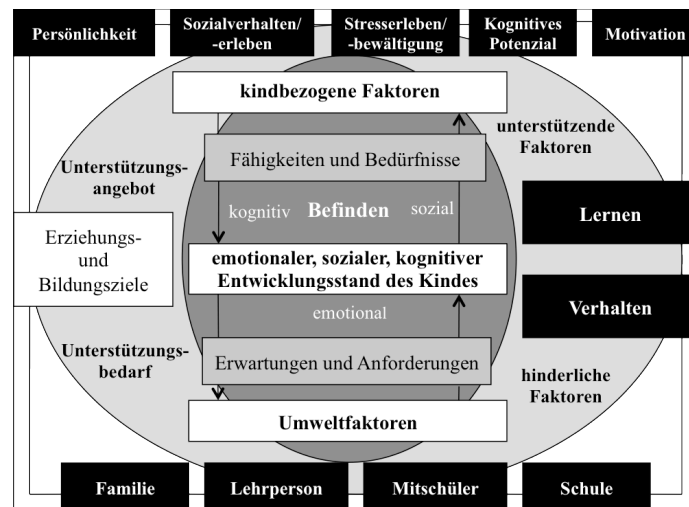 Persönlichkeit
Sozialverhalten/
-erleben
Stresserleben/
-bewältigung
Kognitives
Potenzial
Motivation
kindbezogene Faktoren
unterstützende
Faktoren
Fähigkeiten und Bedürfnisse
Unterstützungs-
angebot
kognitiv
Befinden
sozial
Lernen
Erziehungs-
und
Bildungsziele
emotionaler, sozialer, kognitiver
Entwicklungsstand des Kindes
Verhalten
emotional
Unterstützungs-
bedarf
Erwartungen und Anforderungen
hinderliche
Faktoren
Umweltfaktoren
Familie
Lehrperson
Mitschüler
Schule